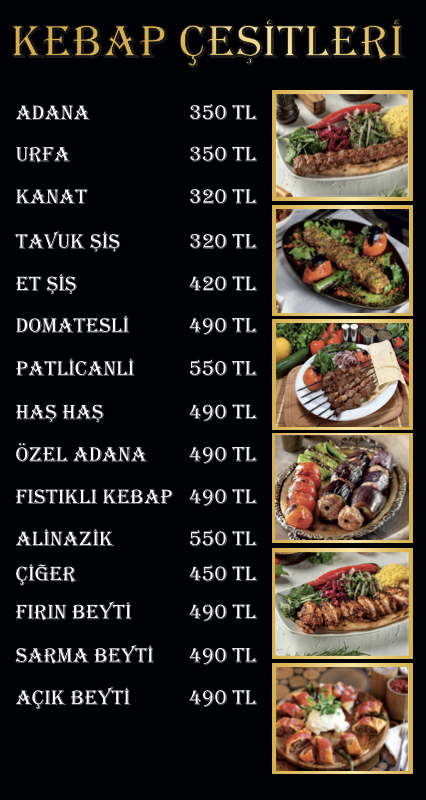 KEBAP ÇEŞİTLERİ
ADANA 350 TL
URFA 350 TL
KANAT 320 TL
TAVUK ŞİŞ 320 TL
ET ŞİŞ 420 TL
DOMATESLİ 490 TL
PATLİCANLİ 550 TL
HAŞ HAŞ 490 TL
ÖZEL ADANA 490 TL
FISTIKLI KEBAP 490 TL
ALİNAZİK 550 TL
ÇİĞER 450 TL
FIRIN BEYTİ 490 TL
SARMA BEYTİ 490 TL
AÇIK BEYTİ 490 TL